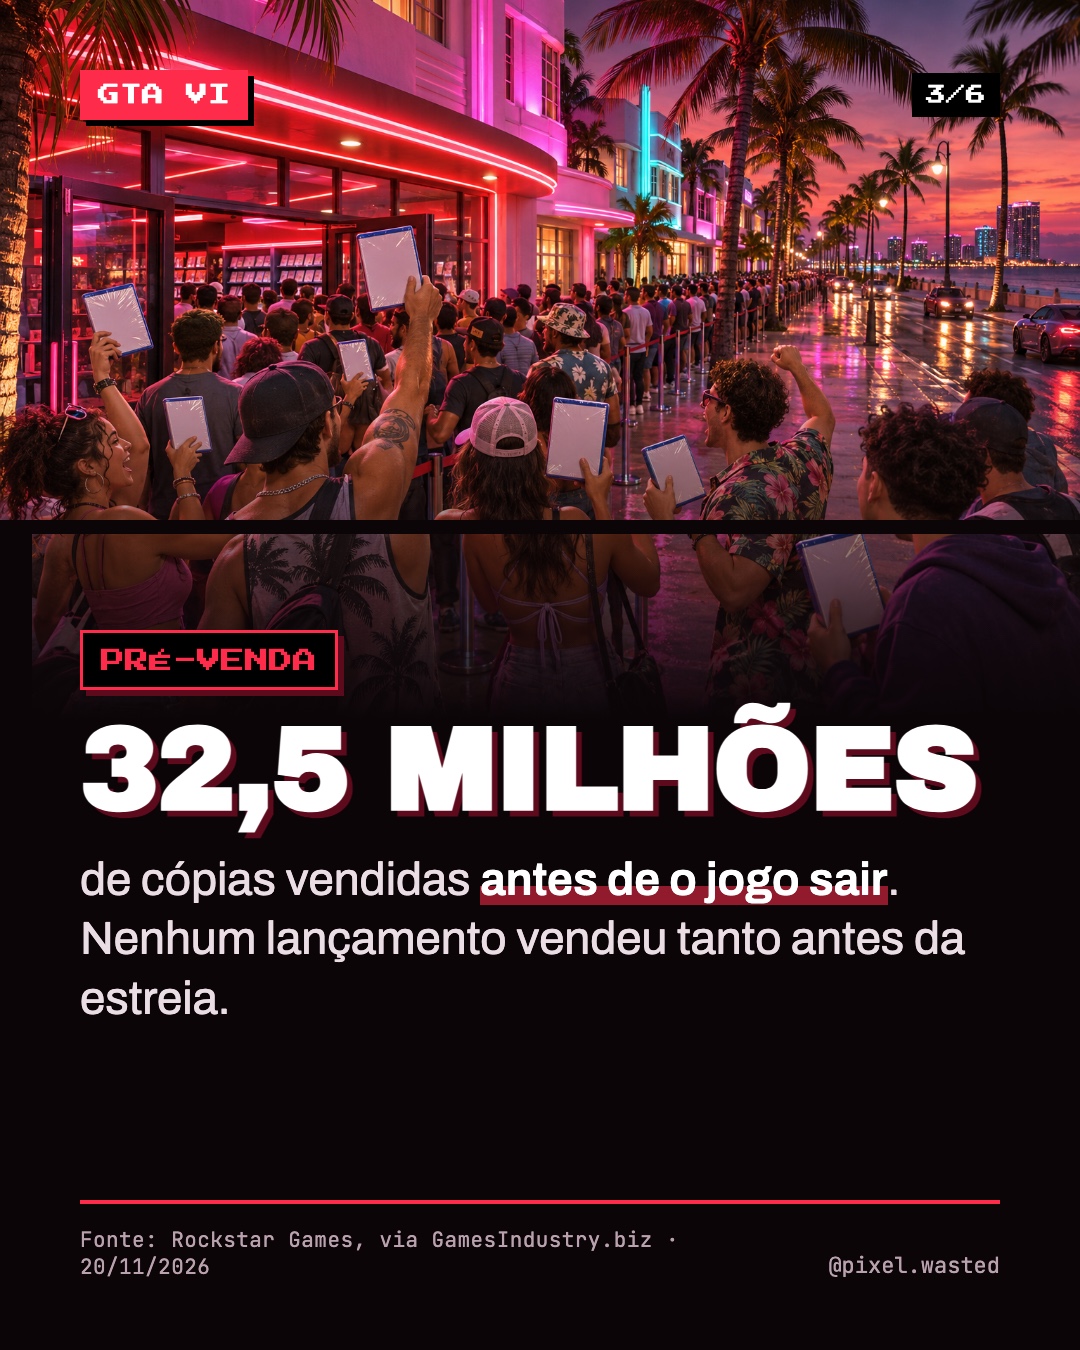 GTA VI
3/6
PRÉ-VENDA
32,5 MILHÕES
de cópias vendidas antes de o jogo sair.
Nenhum lançamento vendeu tanto antes da
estreia.
Fonte: Rockstar Games, via GamesIndustry.biz ·
20/11/2026
@pixel.wasted